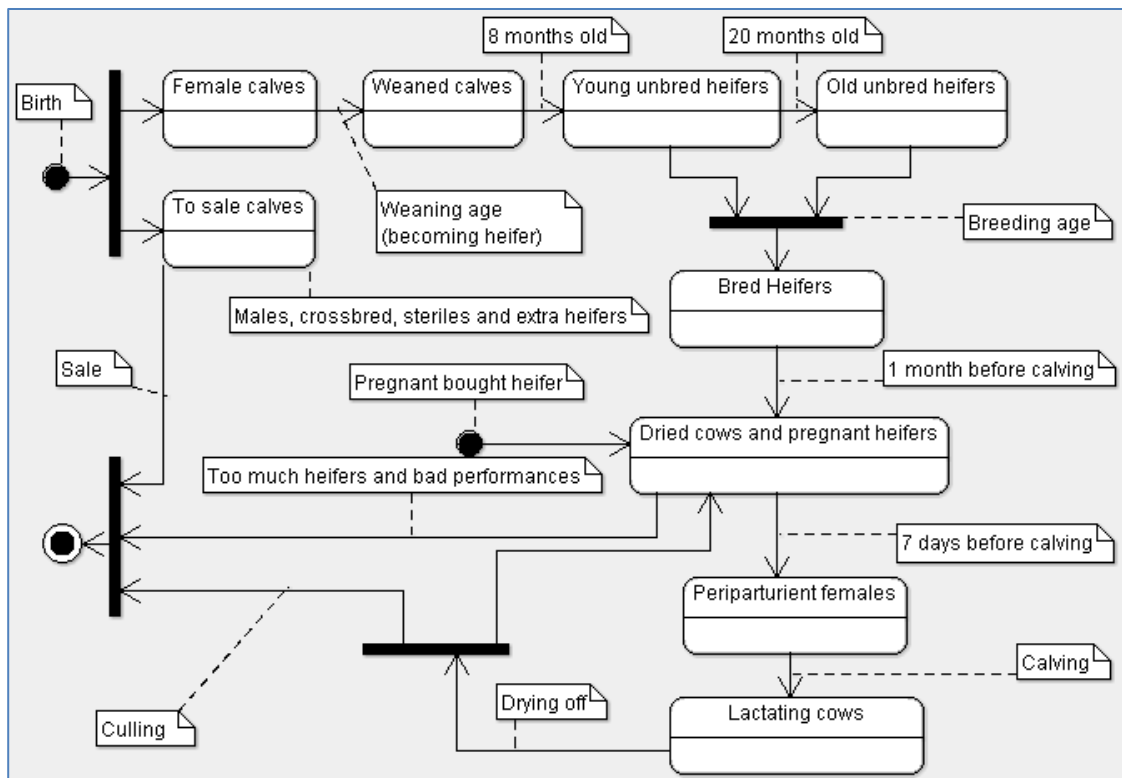 8 months old
20 months old
Female calves
Weaned calves
Young unbred heifers
Old unbred heifers
Birth
To sale calves
Weaning age
(becoming heifer)
Breeding age
Bred Heifers
Males, crossbred, steriles and extra heifers
Sale
Pregnant bought heifer
1 month before calving
Dried cows and pregnant heifers
Too much heifers and bad performances
7 days before calving
Periparturient females
Calving
Drying off
Lactating cows
Culling